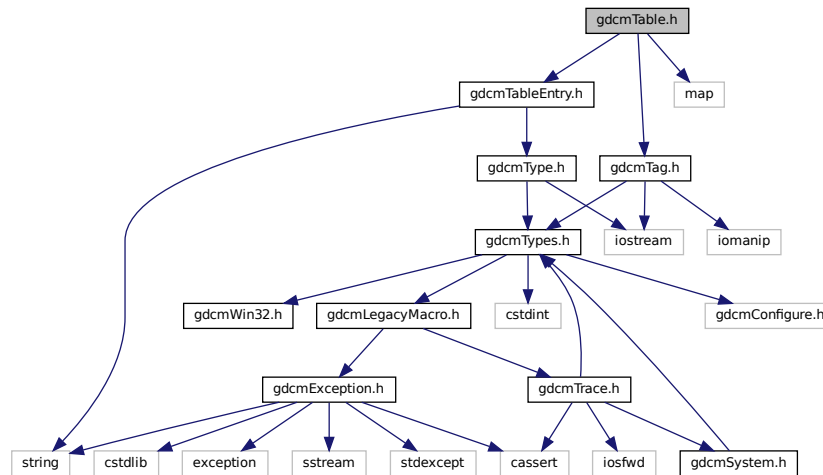 gdcmTable.h
gdcmTableEntry.h
map
gdcmType.h
gdcmTag.h
gdcmTypes.h
iostream
iomanip
gdcmWin32.h
gdcmLegacyMacro.h
cstdint
gdcmConfigure.h
gdcmException.h
gdcmTrace.h
string
cstdlib
exception
sstream
stdexcept
cassert
iosfwd
gdcmSystem.h